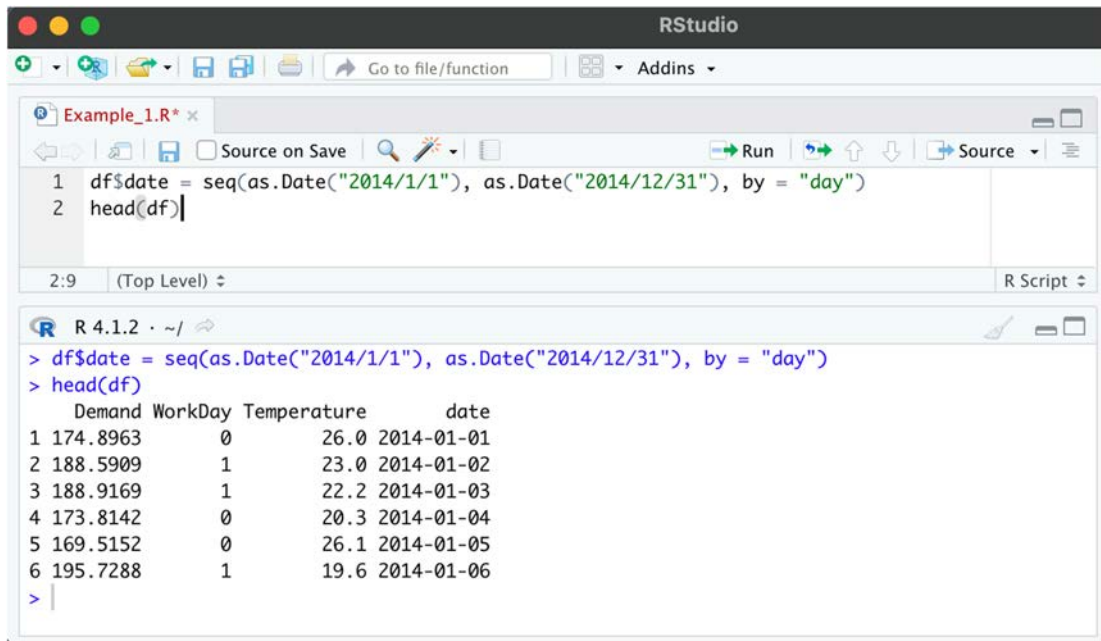 RStudio
Go to file/function
Addins
Example_1.R*
Source on Save
Run
Source
1 df$date = seq(as.Date("2014/1/1"), as.Date("2014/12/31"), by = "day")
2 head(df)
2:9 (Top Level)
R Script
R 4.1.2 · ~/
> df$date = seq(as.Date("2014/1/1"), as.Date("2014/12/31"), by = "day")
> head(df)
Demand WorkDay Temperature date
1 174.8963 0 26.0 2014-01-01
2 188.5909 1 23.0 2014-01-02
3 188.9169 1 22.2 2014-01-03
4 173.8142 0 20.3 2014-01-04
5 169.5152 0 26.1 2014-01-05
6 195.7288 1 19.6 2014-01-06
>